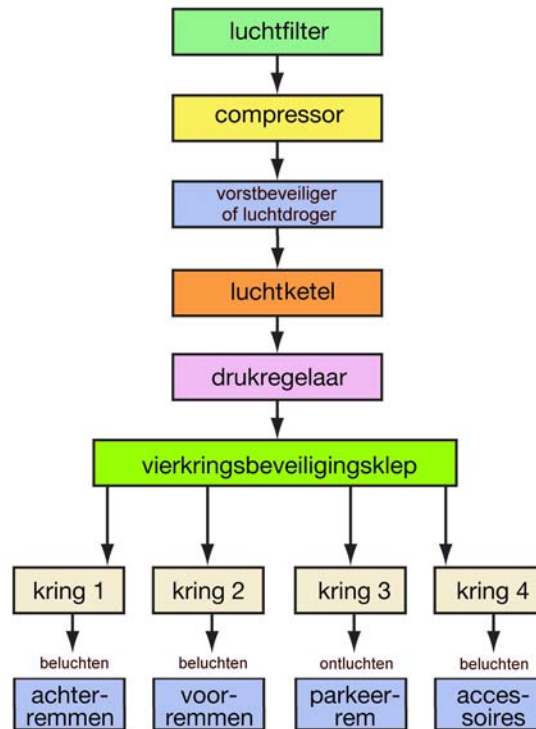 luchtfilter
compressor
vorstbeveiliger
of luchtdroger
luchtketel
drukregelaar
vierkringsbeveiligingsklep
kring 1 kring 2 kring 3 kring 4
beluchten beluchten ontluchten beluchten
achter- voor- parkeer- acces-
remmen remmen rem soires